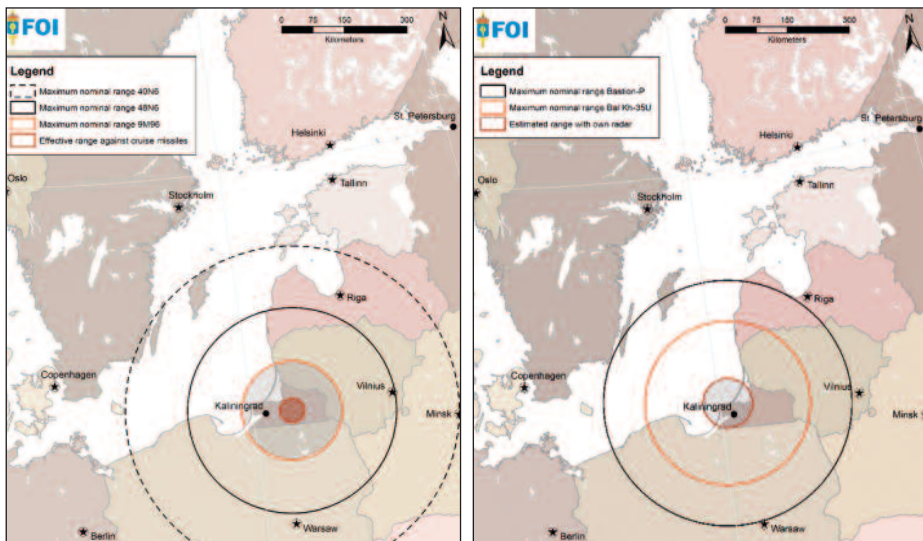 FOI
0 75 150 300
Kilometers
N
Legend
Maximum nominal range 40N6
Maximum nominal range 48N6
Maximum nominal range 9M96
Effective range against cruise missiles
St. Petersburg
Helsinki
Oslo
Tallinn
Stockholm
Riga
Copenhagen
Vilnius
Kaliningrad
Minsk
Warsaw
Berlin
FOI
0 75 150 300
Kilometers
N
Legend
Maximum nominal range Bastion-P
Maximum nominal range Bal Kh-35U
Estimated range with own radar
St. Petersburg
Helsinki
Oslo
Tallinn
Stockholm
Riga
Copenhagen
Vilnius
Kaliningrad
Minsk
Warsaw
Berlin